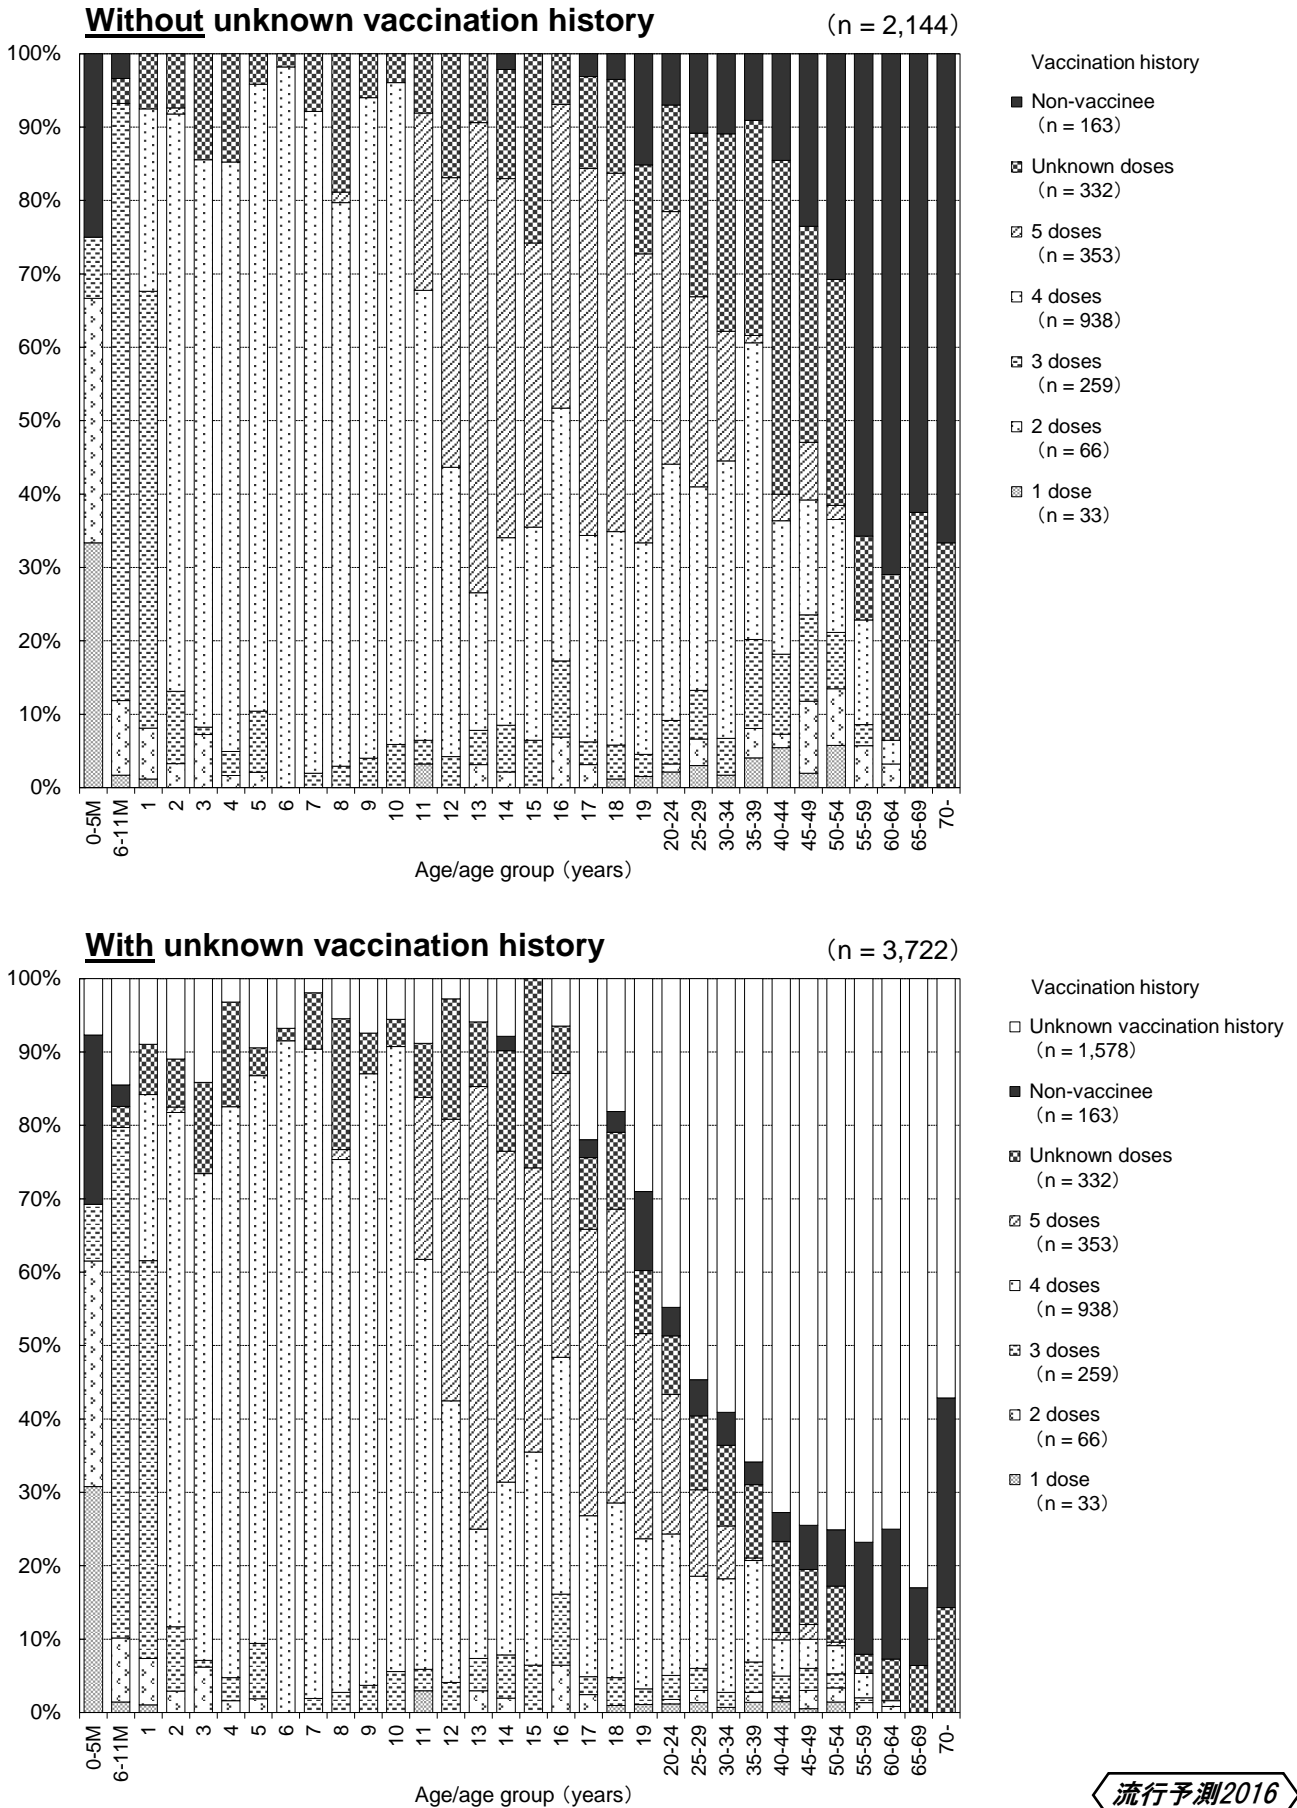 Without unknown vaccination history
（n = 2,144）
100%
90%
80%
70%
60%
50%
40%
30%
20%
10%
0%
0-5M
6-11M
1
2
3
4
5
6
7
8
9
10
11
12
13
14
15
16
17
18
19
20-24
25-29
30-34
35-39
40-44
45-49
50-54
55-59
60-64
65-69
70-
Age/age group（years）
Vaccination history
Non-vaccinee
（n = 163）
Unknown doses
（n = 332）
5 doses
（n = 353）
4 doses
（n = 938）
3 doses
（n = 259）
2 doses
（n = 66）
1 dose
（n = 33）
With unknown vaccination history
（n = 3,722）
100%
90%
80%
70%
60%
50%
40%
30%
20%
10%
0%
0-5M
6-11M
1
2
3
4
5
6
7
8
9
10
11
12
13
14
15
16
17
18
19
20-24
25-29
30-34
35-39
40-44
45-49
50-54
55-59
60-64
65-69
70-
Age/age group（years）
Vaccination history
Unknown vaccination history
（n = 1,578）
Non-vaccinee
（n = 163）
Unknown doses
（n = 332）
5 doses
（n = 353）
4 doses
（n = 938）
3 doses
（n = 259）
2 doses
（n = 66）
1 dose
（n = 33）
流行予測2016